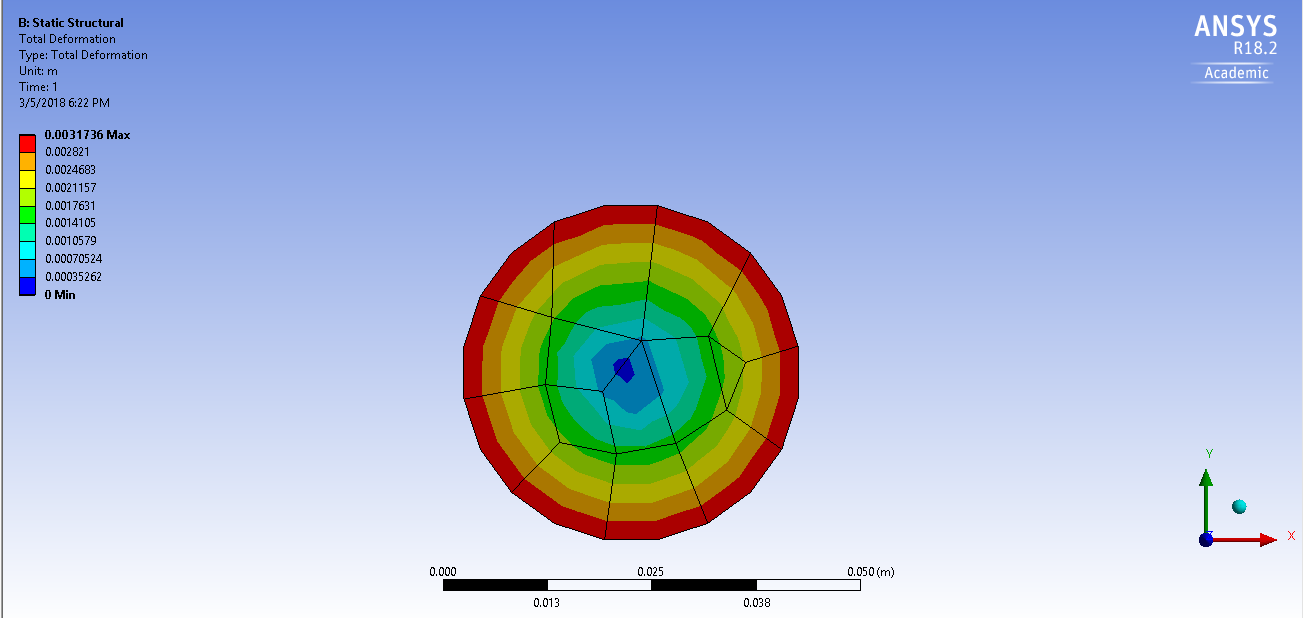 B: Static Structural
Total Deformation
Type: Total Deformation
Unit: m
Time: 1
3/5/2018 6:22 PM
0.0031736 Max
0.002821
0.0024683
0.0021157
0.0017631
0.0014105
0.0010579
0.00070524
0.00035262
0 Min
ANSYS
R18.2
Academic
0.000 0.025 0.050 (m)
0.013 0.038
Y
X